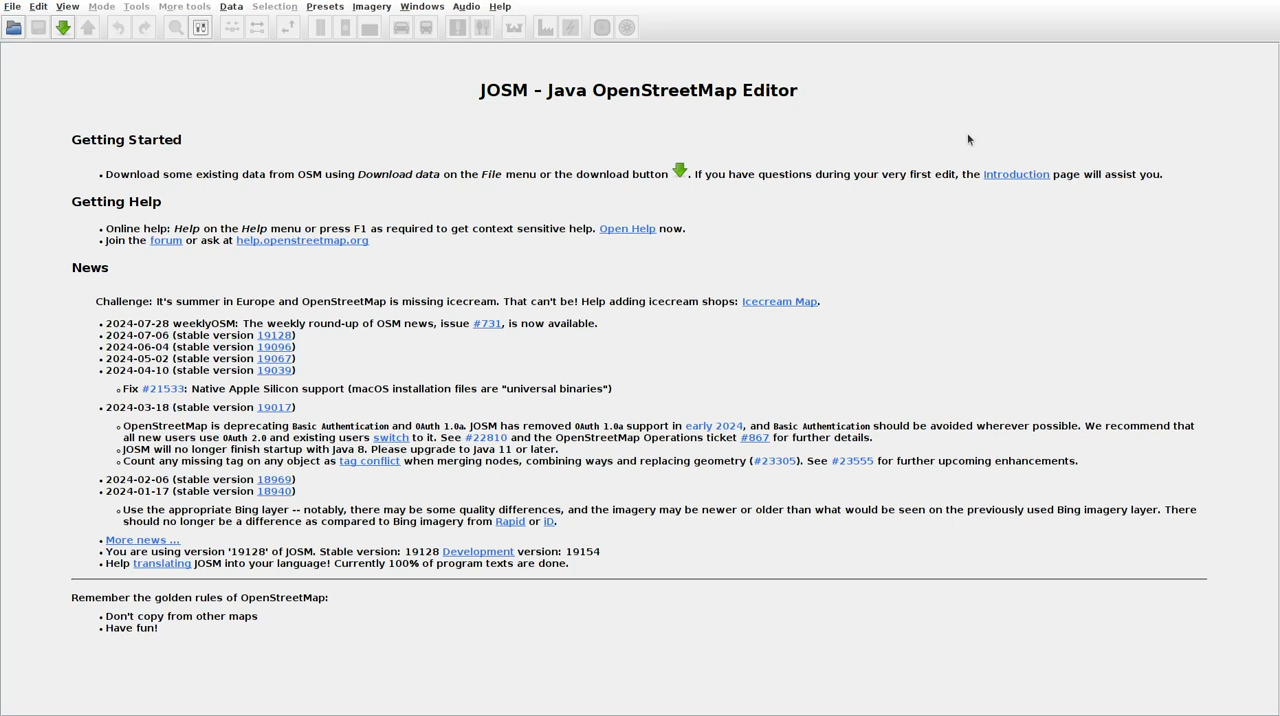 File Edit View Mode Tools More tools Data Selection Presets Imagery Windows Audio Help
JOSM – Java OpenStreetMap Editor
Getting Started
• Download some existing data from OSM using Download data on the File menu or the download button . If you have questions during your very first edit, the Introduction page will assist you.
Getting Help
• Online help: Help on the Help menu or press F1 as required to get context sensitive help. Open Help now.
• Join the forum or ask at help.openstreetmap.org
News
Challenge: It's summer in Europe and OpenStreetMap is missing icecream. That can't be! Help adding icecream shops: Icecream Map.
• 2024-07-28 weeklyOSM: The weekly round-up of OSM news, issue #731, is now available.
• 2024-07-06 (stable version 19128)
• 2024-06-04 (stable version 19096)
• 2024-05-02 (stable version 19067)
• 2024-04-10 (stable version 19039)
◦ Fix #21533: Native Apple Silicon support (macOS installation files are "universal binaries")
• 2024-03-18 (stable version 19017)
◦ OpenStreetMap is deprecating Basic Authentication and OAuth 1.0a. JOSM has removed OAuth 1.0a support in early 2024, and Basic Authentication should be avoided wherever possible. We recommend that
all new users use OAuth 2.0 and existing users switch to it. See #22810 and the OpenStreetMap Operations ticket #867 for further details.
◦ JOSM will no longer finish startup with Java 8. Please upgrade to Java 11 or later.
◦ Count any missing tag on any object as tag conflict when merging nodes, combining ways and replacing geometry (#23305). See #23555 for further upcoming enhancements.
• 2024-02-06 (stable version 18969)
• 2024-01-17 (stable version 18940)
◦ Use the appropriate Bing layer -- notably, there may be some quality differences, and the imagery may be newer or older than what would be seen on the previously used Bing imagery layer. There
should no longer be a difference as compared to Bing imagery from Rapid or iD.
• More news ...
• You are using version '19128' of JOSM. Stable version: 19128 Development version: 19154
• Help translating JOSM into your language! Currently 100% of program texts are done.
Remember the golden rules of OpenStreetMap:
• Don't copy from other maps
• Have fun!